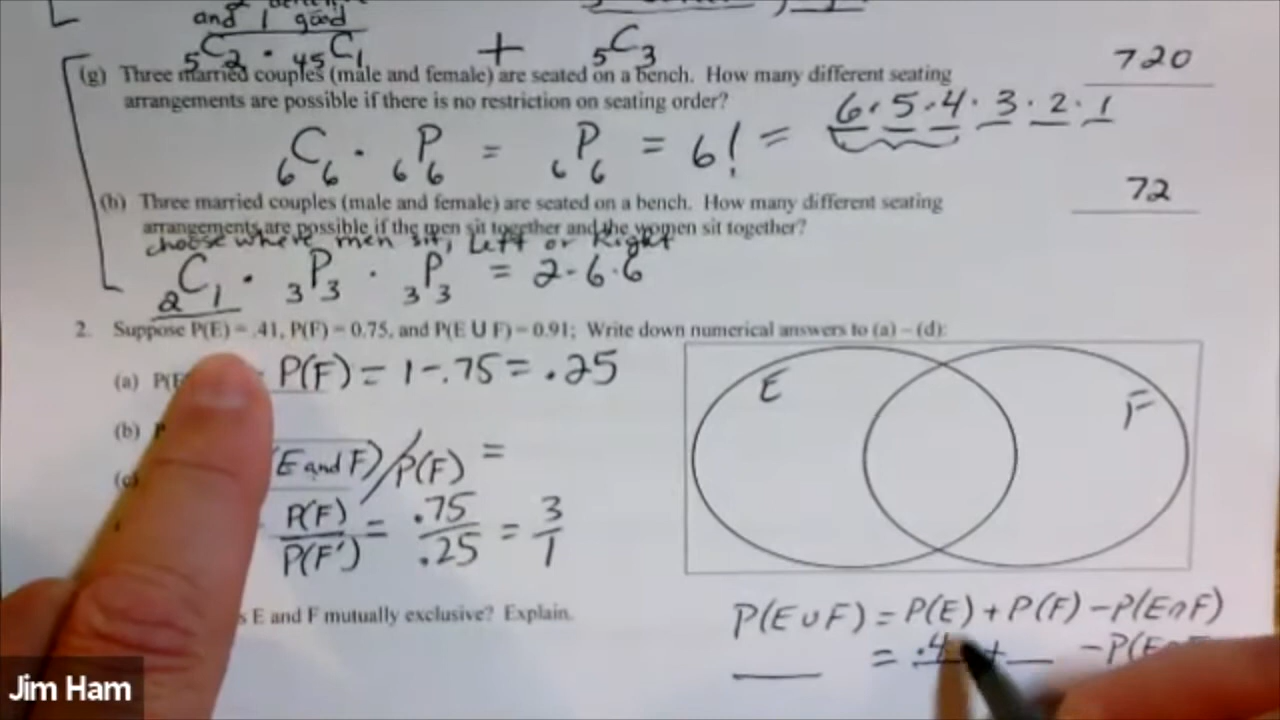 and 1 good
5C2 · 45C1 + 5C3
(g) Three married couples (male and female) are seated on a bench. How many different seating
arrangements are possible if there is no restriction on seating order?
720
6C6 · 6P6 = 6P6 = 6! = 6 · 5 · 4 · 3 · 2 · 1
(h) Three married couples (male and female) are seated on a bench. How many different seating
arrangements are possible if the men sit together and the women sit together?
72
choose where men sit, Left or Right
2C1 · 3P3 · 3P3 = 2 · 6 · 6
2. Suppose P(E) = .41, P(F) = 0.75, and P(E U F) = 0.91; Write down numerical answers to (a) – (d):
(a) P(F) = 1 - .75 = .25
E
F
(b)
(c) E and F) / P(F) =
P(F) / P(F') = .75 / .25 = 3 / 1
E and F mutually exclusive? Explain.
P(E ∪ F) = P(E) + P(F) - P(E ∩ F)
= .4 + - P(E
Jim Ham